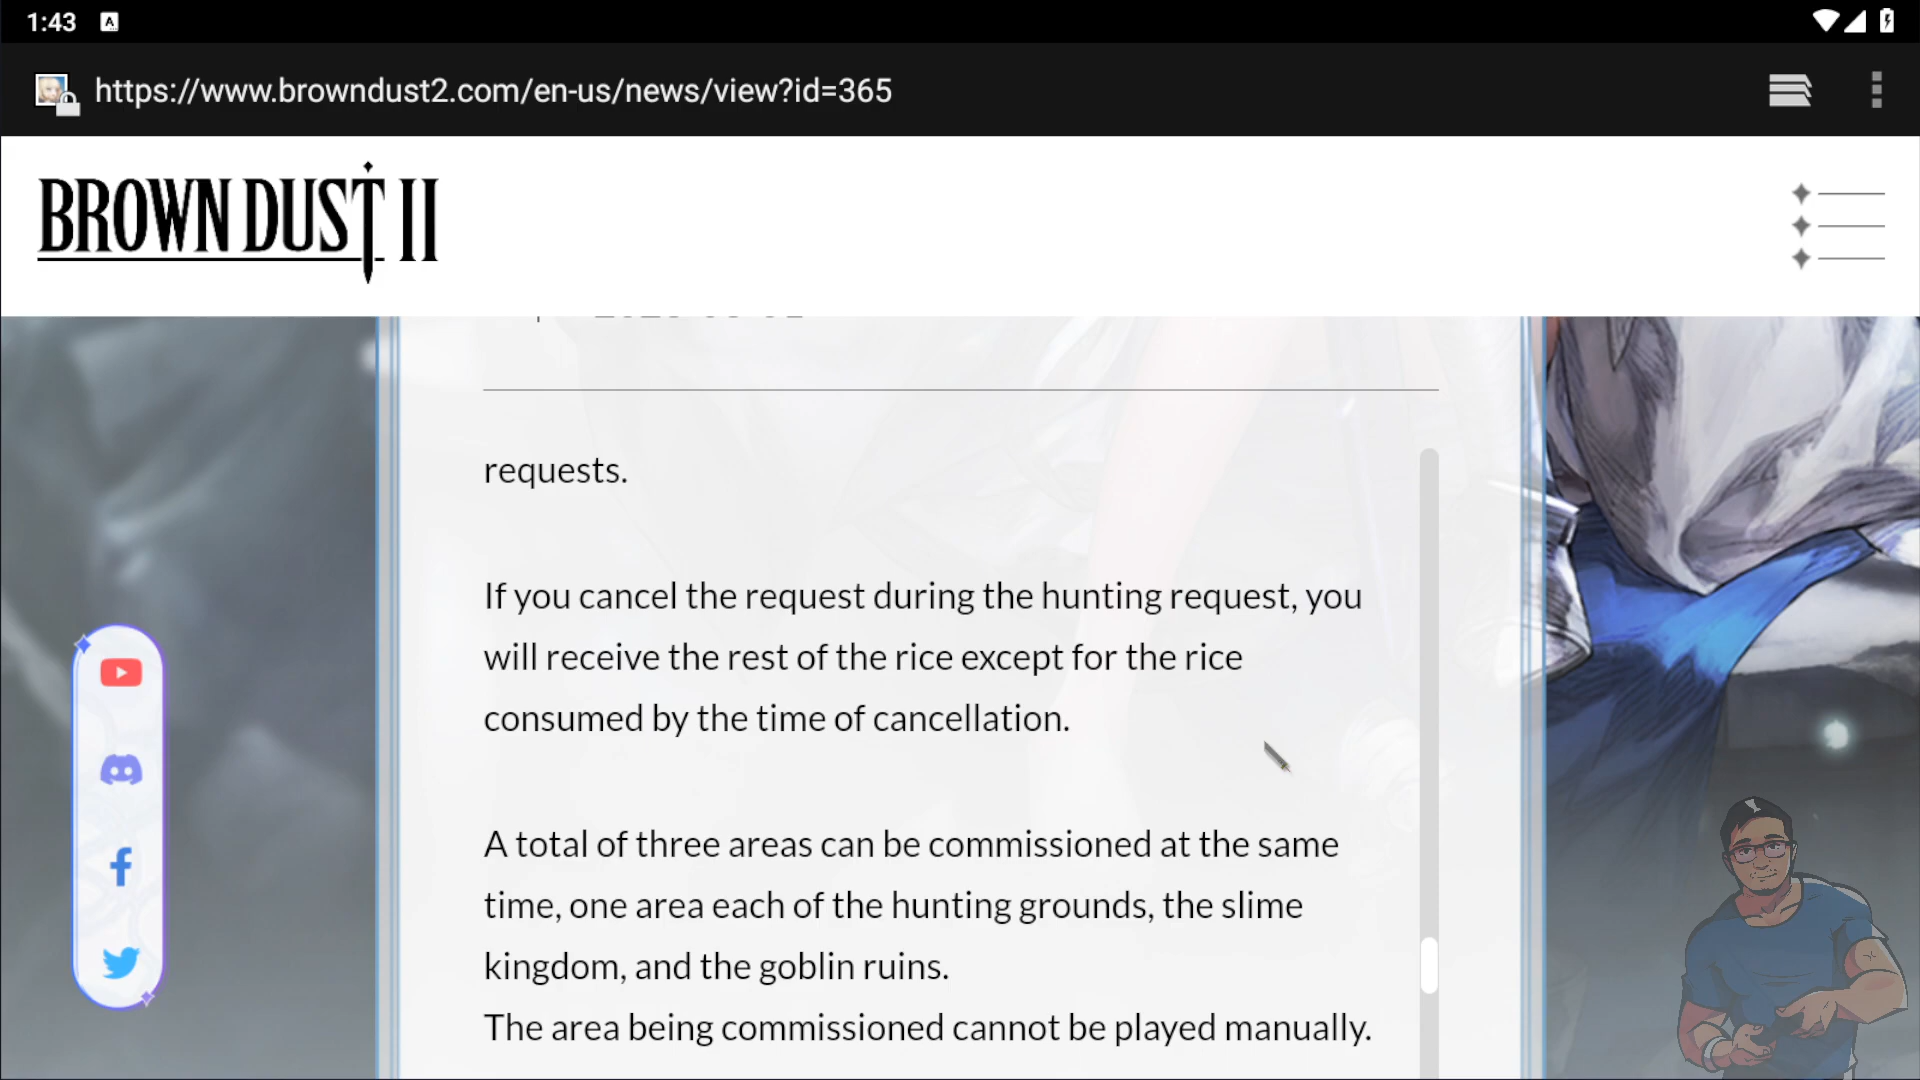 1:43
A
https://www.browndust2.com/en-us/news/view?id=365
BROWN DUST II
requests.
If you cancel the request during the hunting request, you
will receive the rest of the rice except for the rice
consumed by the time of cancellation.
A total of three areas can be commissioned at the same
time, one area each of the hunting grounds, the slime
kingdom, and the goblin ruins.
The area being commissioned cannot be played manually.